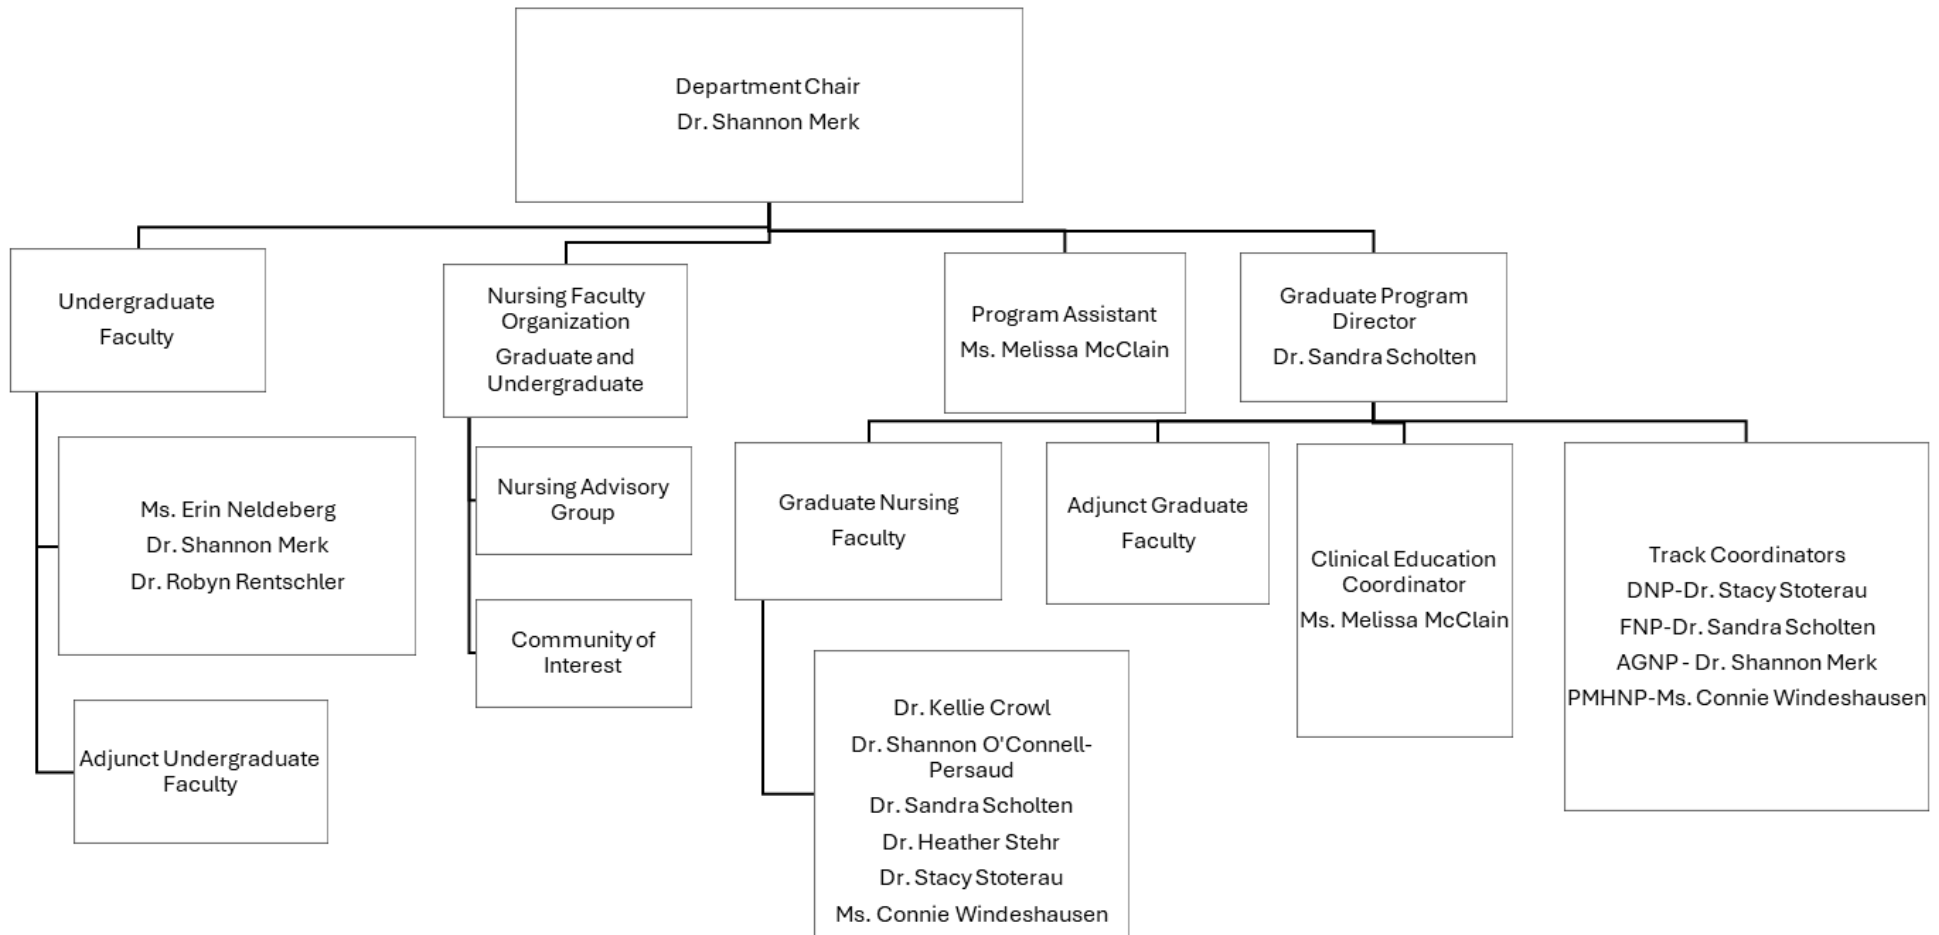 Department Chair
Dr. Shannon Merk
Undergraduate
Faculty
Nursing Faculty
Organization
Graduate and
Undergraduate
Program Assistant
Ms. Melissa McClain
Graduate Program
Director
Dr. Sandra Scholten
Ms. Erin Neldeberg
Dr. Shannon Merk
Dr. Robyn Rentschler
Adjunct Undergraduate
Faculty
Nursing Advisory
Group
Community of
Interest
Graduate Nursing
Faculty
Dr. Kellie Crowl
Dr. Shannon O'Connell-
Persaud
Dr. Sandra Scholten
Dr. Heather Stehr
Dr. Stacy Stoterau
Ms. Connie Windeshausen
Adjunct Graduate
Faculty
Clinical Education
Coordinator
Ms. Melissa McClain
Track Coordinators
DNP-Dr. Stacy Stoterau
FNP-Dr. Sandra Scholten
AGNP - Dr. Shannon Merk
PMHNP-Ms. Connie Windeshausen